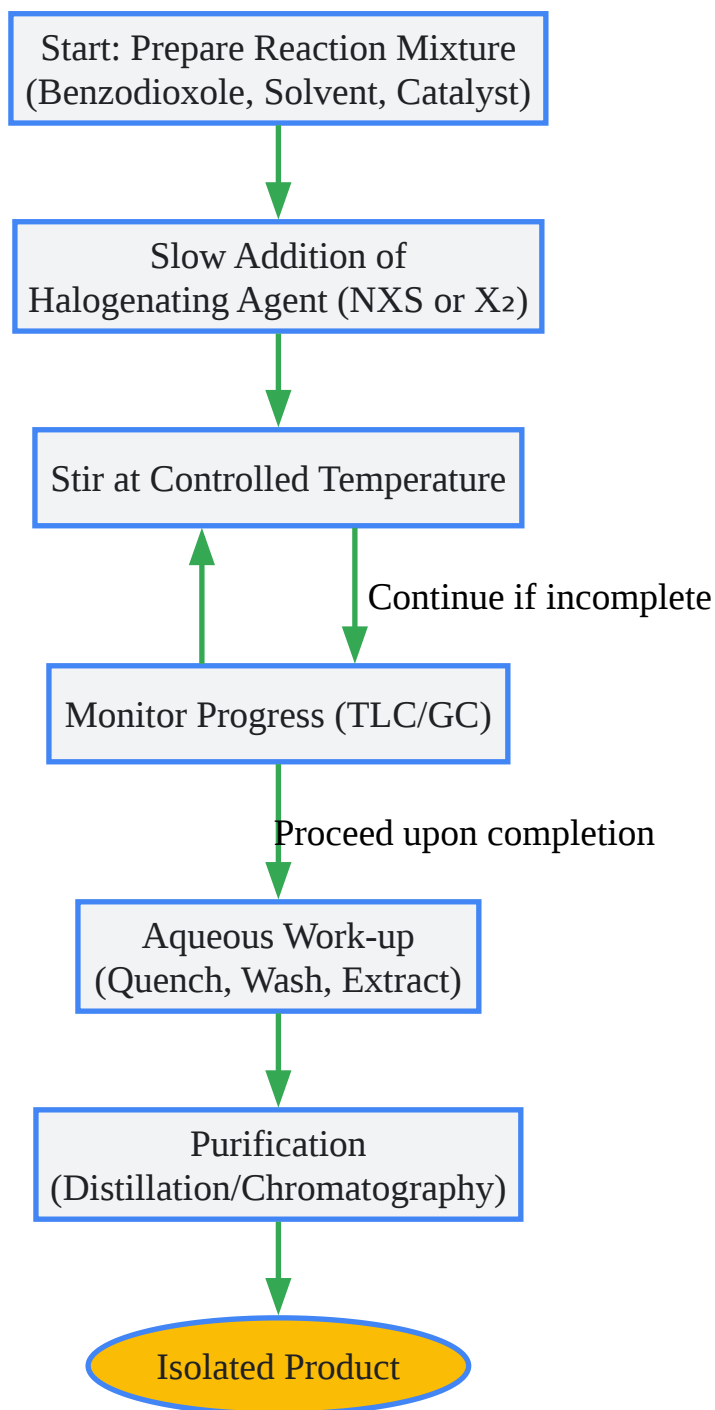 Start: Prepare Reaction Mixture
(Benzodioxole, Solvent, Catalyst)
Slow Addition of
Halogenating Agent (NXS or X₂)
Stir at Controlled Temperature
Continue if incomplete
Monitor Progress (TLC/GC)
Proceed upon completion
Aqueous Work-up
(Quench, Wash, Extract)
Purification
(Distillation/Chromatography)
Isolated Product